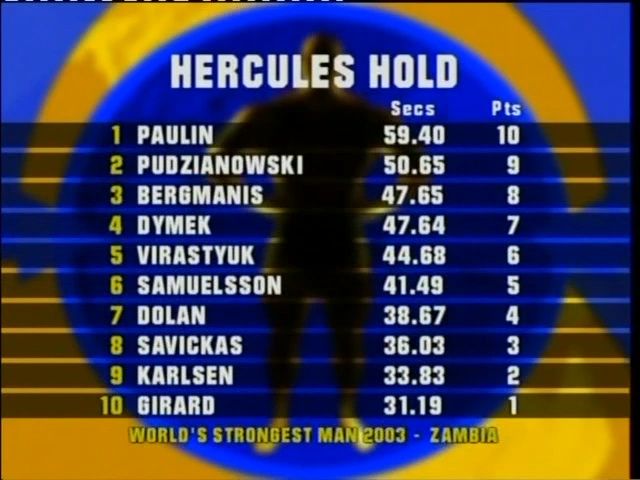 HERCULES HOLD
Secs Pts
1 PAULIN 59.40 10
2 PUDZIANOWSKI 50.65 9
3 BERGMANIS 47.65 8
4 DYMEK 47.64 7
5 VIRASTYUK 44.68 6
6 SAMUELSSON 41.49 5
7 DOLAN 38.67 4
8 SAVICKAS 36.03 3
9 KARLSEN 33.83 2
10 GIRARD 31.19 1
WORLD'S STRONGEST MAN 2003 - ZAMBIA